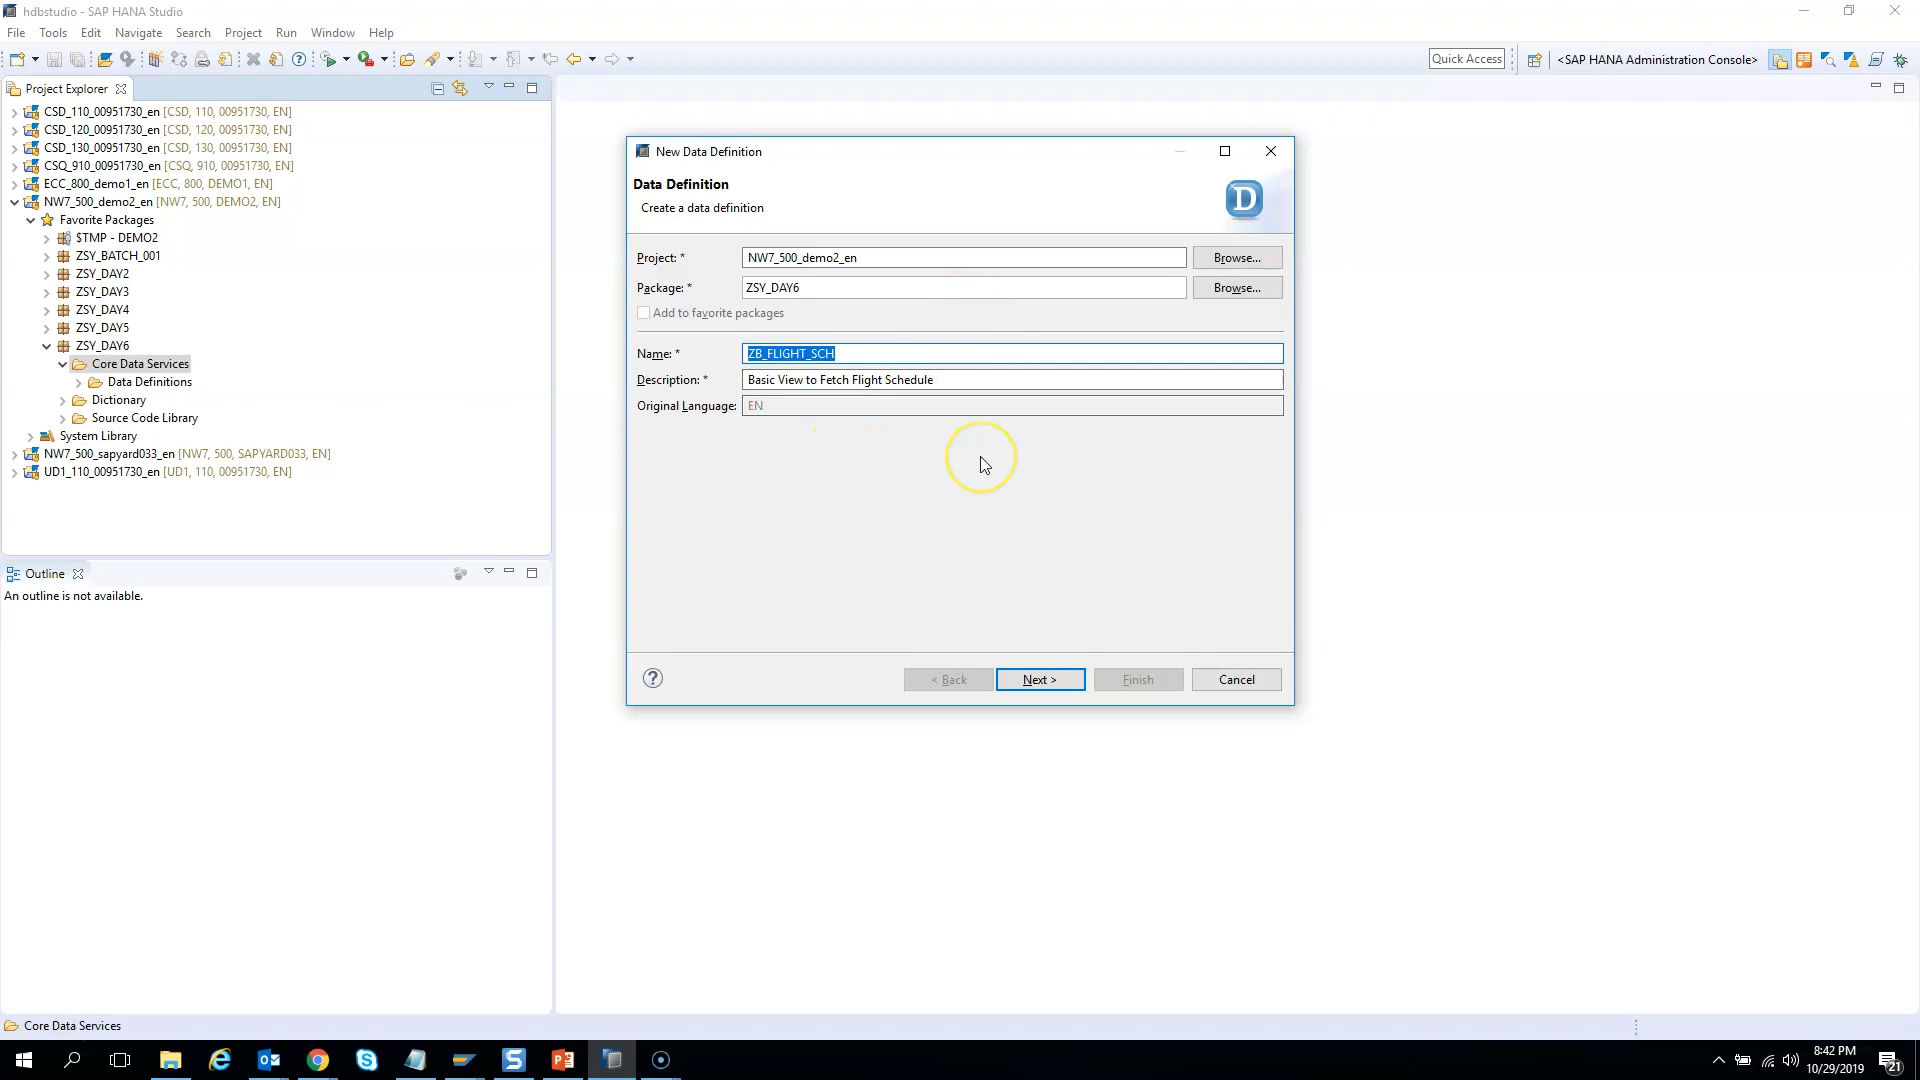 hdbstudio - SAP HANA Studio
File Tools Edit Navigate Search Project Run Window Help
Quick Access <SAP HANA Administration Console>
Project Explorer
CSD_110_00951730_en [CSD, 110, 00951730, EN]
CSD_120_00951730_en [CSD, 120, 00951730, EN]
CSD_130_00951730_en [CSD, 130, 00951730, EN]
CSQ_910_00951730_en [CSQ, 910, 00951730, EN]
ECC_800_demo1_en [ECC, 800, DEMO1, EN]
NW7_500_demo2_en [NW7, 500, DEMO2, EN]
Favorite Packages
$TMP - DEMO2
ZSY_BATCH_001
ZSY_DAY2
ZSY_DAY3
ZSY_DAY4
ZSY_DAY5
ZSY_DAY6
Core Data Services
Data Definitions
Dictionary
Source Code Library
System Library
NW7_500_sapyard033_en [NW7, 500, SAPYARD033, EN]
UD1_110_00951730_en [UD1, 110, 00951730, EN]
Outline
An outline is not available.
New Data Definition
Data Definition
Create a data definition
D
Project: * NW7_500_demo2_en Browse...
Package: * ZSY_DAY6 Browse...
Add to favorite packages
Name: * ZB_FLIGHT_SCH
Description: * Basic View to Fetch Flight Schedule
Original Language: EN
? < Back Next > Finish Cancel
Core Data Services
8:42 PM
10/29/2019
21